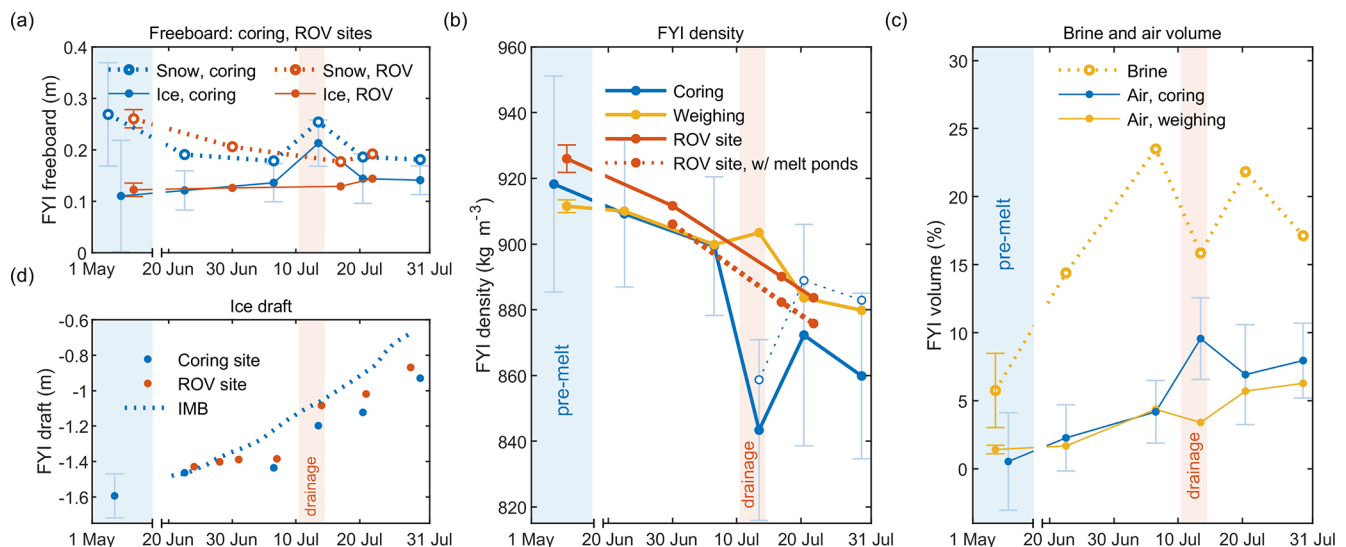 (a)
Freeboard: coring, ROV sites
0.4
0.3
0.2
0.1
0
FYI freeboard (m)
Snow, coring
Snow, ROV
Ice, coring
Ice, ROV
1 May
20 Jun
30 Jun
10 Jul
20 Jul
31 Jul
(d)
Ice draft
-0.6
-0.8
-1
-1.2
-1.4
-1.6
FYI draft (m)
Coring site
ROV site
IMB
drainage
1 May
20 Jun
30 Jun
10 Jul
20 Jul
31 Jul
(b)
FYI density
960
940
920
900
880
860
840
820
FYI density (kg m⁻³)
Coring
Weighing
ROV site
ROV site, w/ melt ponds
pre-melt
drainage
1 May
20 Jun
30 Jun
10 Jul
20 Jul
31 Jul
(c)
Brine and air volume
30
25
20
15
10
5
0
FYI volume (%)
Brine
Air, coring
Air, weighing
pre-melt
drainage
1 May
20 Jun
30 Jun
10 Jul
20 Jul
31 Jul